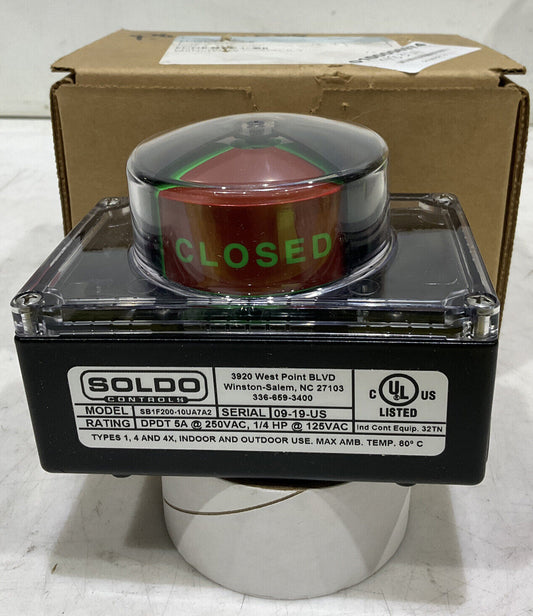 CLOSED
SOLDO
CONTROLS
3920 West Point BLVD
Winston-Salem, NC 27103
336-659-3400
C UL US
LISTED
MODEL SB1F200-10UA7A2 SERIAL 09-19-US
RATING DPDT 5A @ 250VAC, 1/4 HP @ 125VAC Ind Cont Equip. 32TN
TYPES 1, 4 AND 4X, INDOOR AND OUTDOOR USE. MAX AMB. TEMP. 80° C